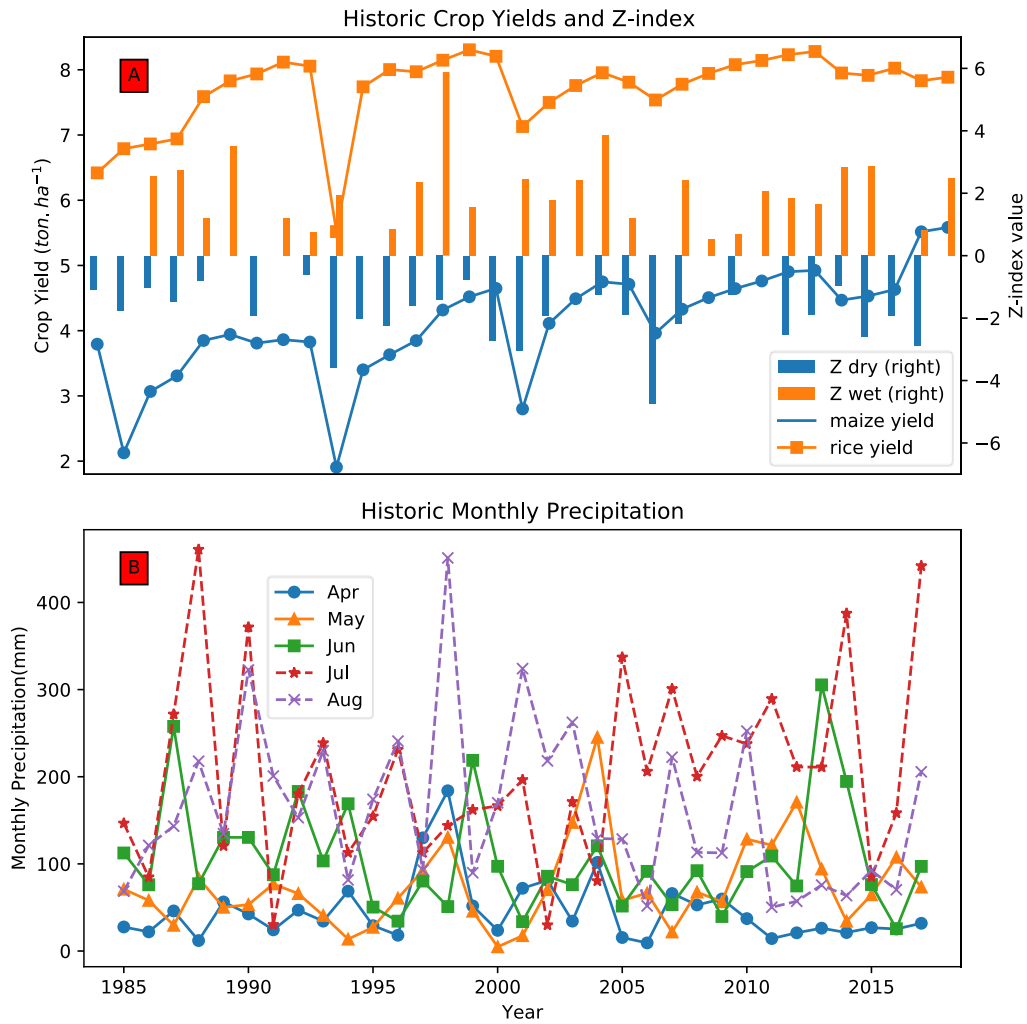 Historic Crop Yields and Z-index
A
8
7
6
5
4
3
2
Crop Yield (ton. ha⁻¹)
6
4
2
0
−2
−4
−6
Z-index value
Z dry (right)
Z wet (right)
maize yield
rice yield
Historic Monthly Precipitation
B
Apr
May
Jun
Jul
Aug
400
300
200
100
0
Monthly Precipitation(mm)
1985 1990 1995 2000 2005 2010 2015
Year